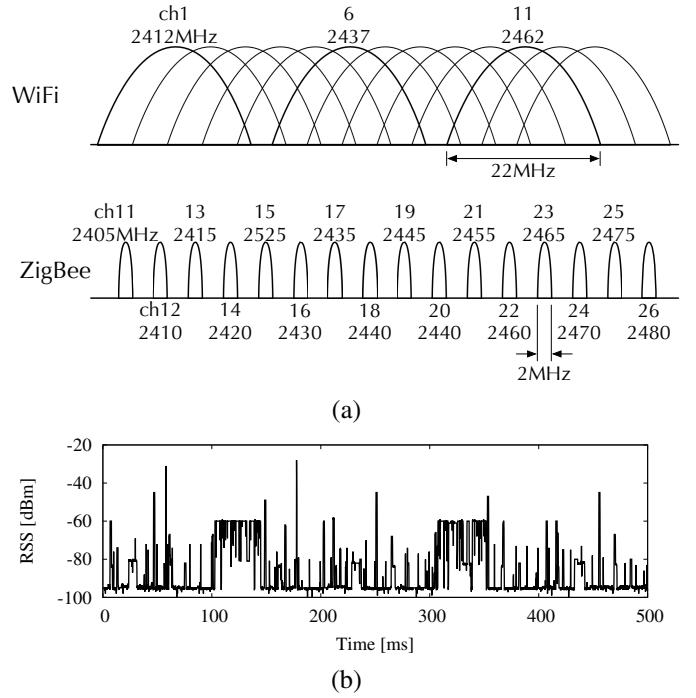 ch1 6 11
2412MHz 2437 2462
WiFi
22MHz
ch11 13 15 17 19 21 23 25
2405MHz 2415 2525 2435 2445 2455 2465 2475
ZigBee
ch12 14 16 18 20 22 24 26
2410 2420 2430 2440 2440 2460 2470 2480
2MHz
(a)
-20
-40
-60
-80
-100
RSS [dBm]
0 100 200 300 400 500
Time [ms]
(b)